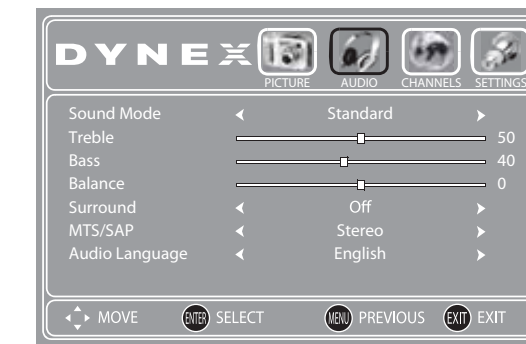 DYNEX
PICTURE AUDIO CHANNELS SETTINGS
Sound Mode Standard
Treble 50
Bass 40
Balance 0
Surround Off
MTS/SAP Stereo
Audio Language English
MOVE ENTER SELECT MENU PREVIOUS EXIT EXIT